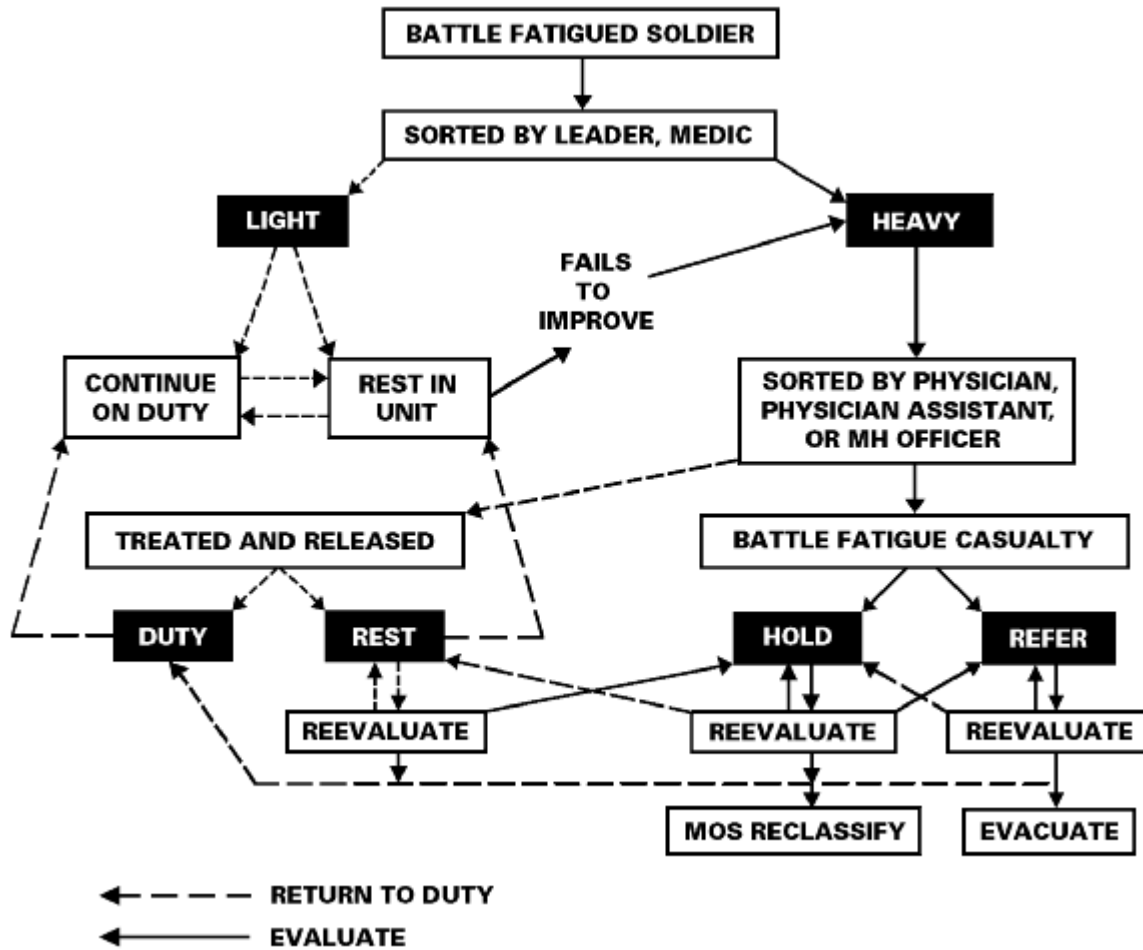 BATTLE FATIGUED SOLDIER
SORTED BY LEADER, MEDIC
LIGHT
HEAVY
FAILS
TO
IMPROVE
CONTINUE
ON DUTY
REST IN
UNIT
SORTED BY PHYSICIAN,
PHYSICIAN ASSISTANT,
OR MH OFFICER
TREATED AND RELEASED
BATTLE FATIGUE CASUALTY
DUTY
REST
HOLD
REFER
REEVALUATE
REEVALUATE
REEVALUATE
MOS RECLASSIFY
EVACUATE
RETURN TO DUTY
EVALUATE